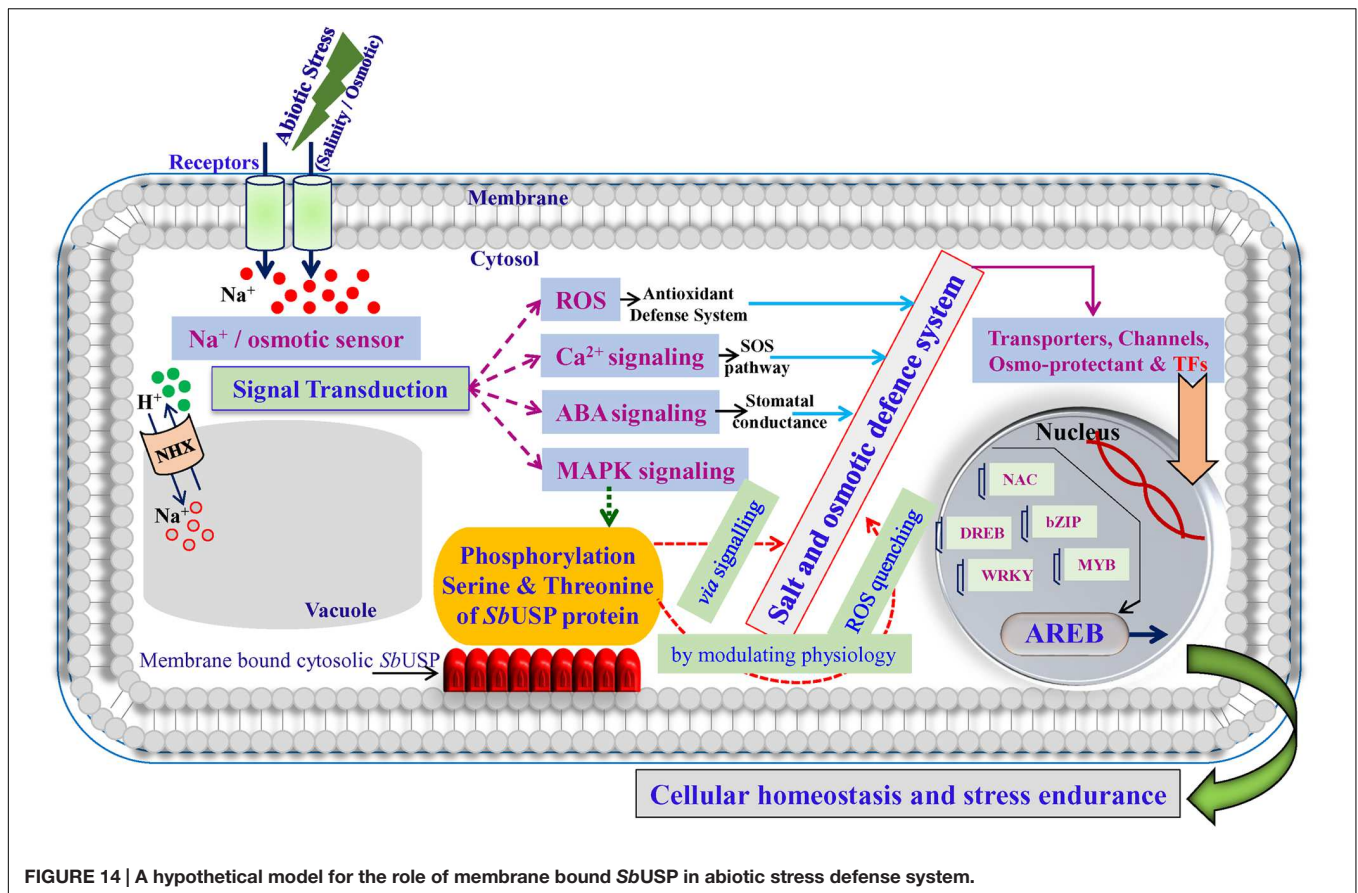 Abiotic Stress
(Salinity / Osmotic)
Receptors
Membrane
Cytosol
Na+
Na+ / osmotic sensor
Signal Transduction
H+
NHX
Na+
Vacuole
ROS
Antioxidant
Defense System
Ca2+ signaling
SOS
pathway
ABA signaling
Stomatal
conductance
MAPK signaling
Phosphorylation
Serine & Threonine
of SbUSP protein
Membrane bound cytosolic SbUSP
via signalling
Salt and osmotic defence system
ROS quenching
by modulating physiology
Transporters, Channels,
Osmo-protectant & TFs
Nucleus
NAC
DREB
bZIP
WRKY
MYB
AREB
Cellular homeostasis and stress endurance
FIGURE 14 | A hypothetical model for the role of membrane bound SbUSP in abiotic stress defense system.